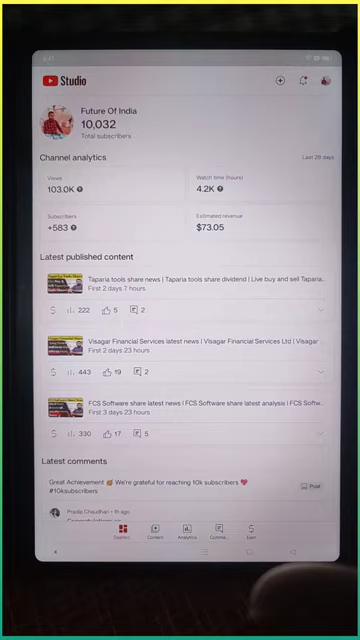 Studio
Future Of India
10,032
Total subscribers
Channel analytics
Last 28 days
Views
103.0K
Watch time (hours)
4.2K
Subscribers
+583
Estimated revenue
$73.05
Latest published content
Taparia tools share news | Taparia tools share dividend | Live buy and sell Taparia...
First 2 days 7 hours
222 5 2
Visagar Financial Services latest news | Visagar Financial Services Ltd | Visagar
First 2 days 23 hours
443 19 2
FCS Software share latest news | FCS Software share latest analysis | FCS Softw...
First 3 days 23 hours
330 17 5
Latest comments
Great Achievement 🥳 We're grateful for reaching 10k subscribers 💗
#10ksubscribers
Post
Pradip Chaudhari • 1h ago
Dashbo... Content Analytics Comme... Earn